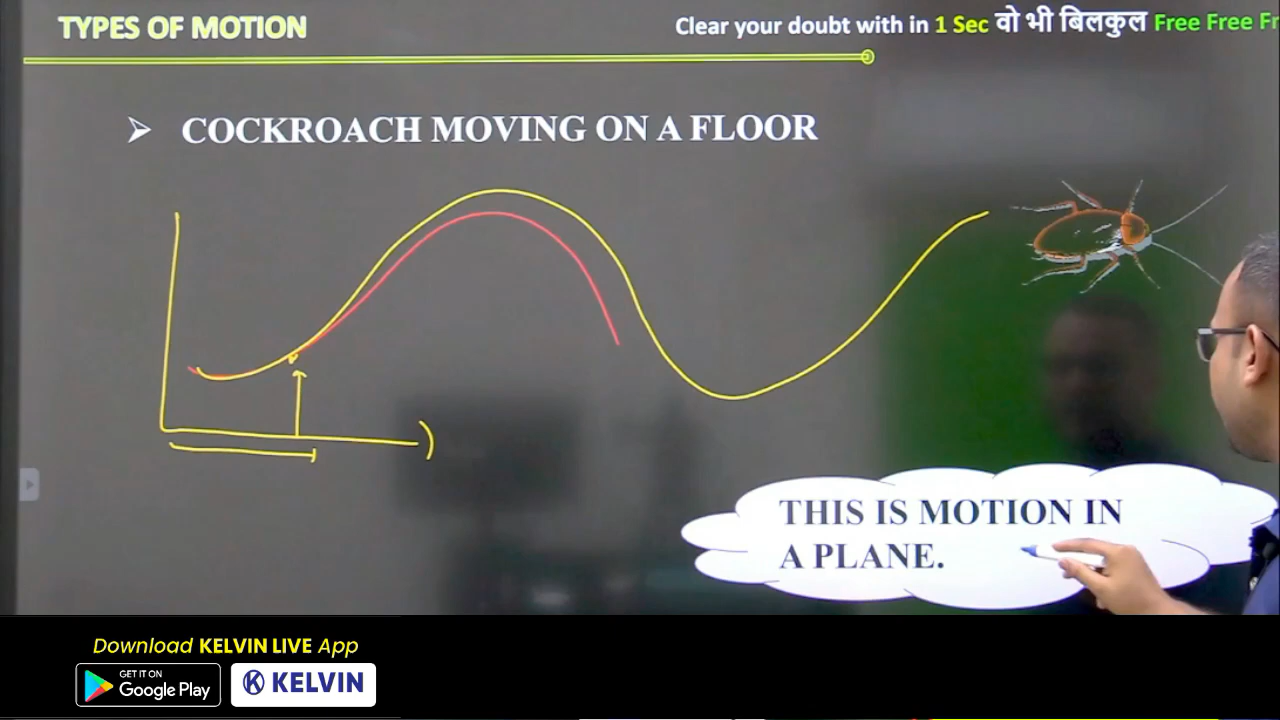 TYPES OF MOTION
Clear your doubt with in 1 Sec वो भी बिलकुल Free Free Fr
➢ COCKROACH MOVING ON A FLOOR
THIS IS MOTION IN
A PLANE.
Download KELVIN LIVE App
GET IT ON
Google Play
KELVIN